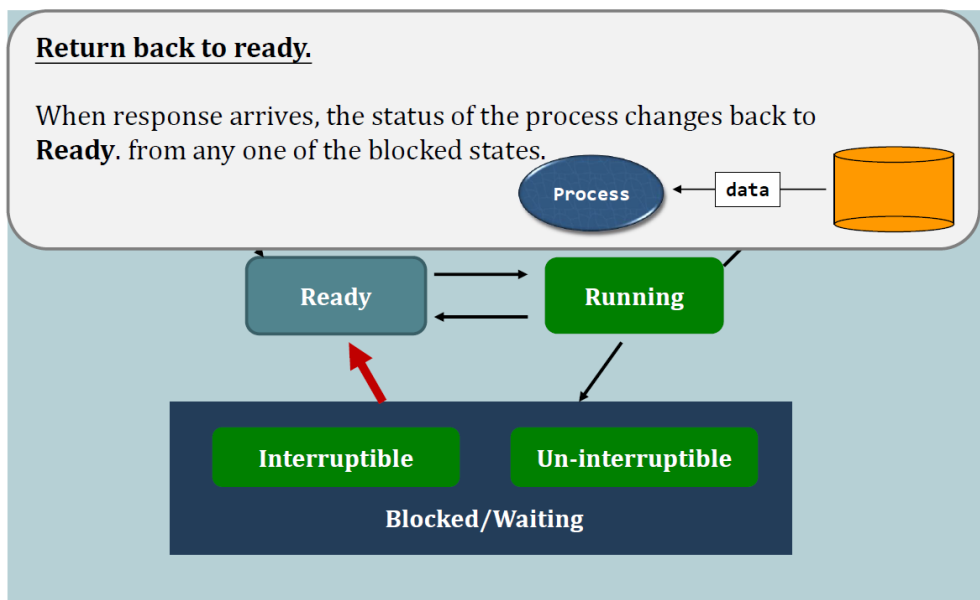 Return back to ready.
When response arrives, the status of the process changes back to
Ready. from any one of the blocked states.
Process
data
Ready
Running
Interruptible
Un-interruptible
Blocked/Waiting